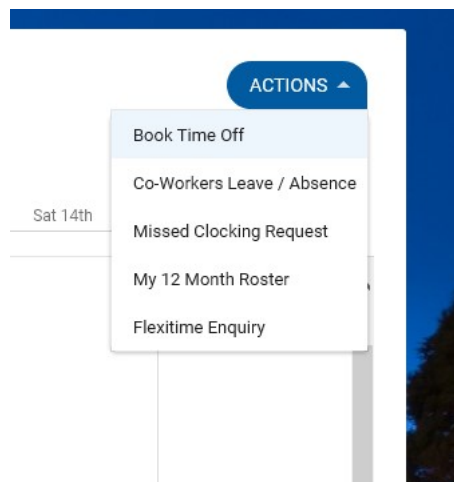 ACTIONS
Book Time Off
Co-Workers Leave / Absence
Sat 14th
Missed Clocking Request
My 12 Month Roster
Flexitime Enquiry